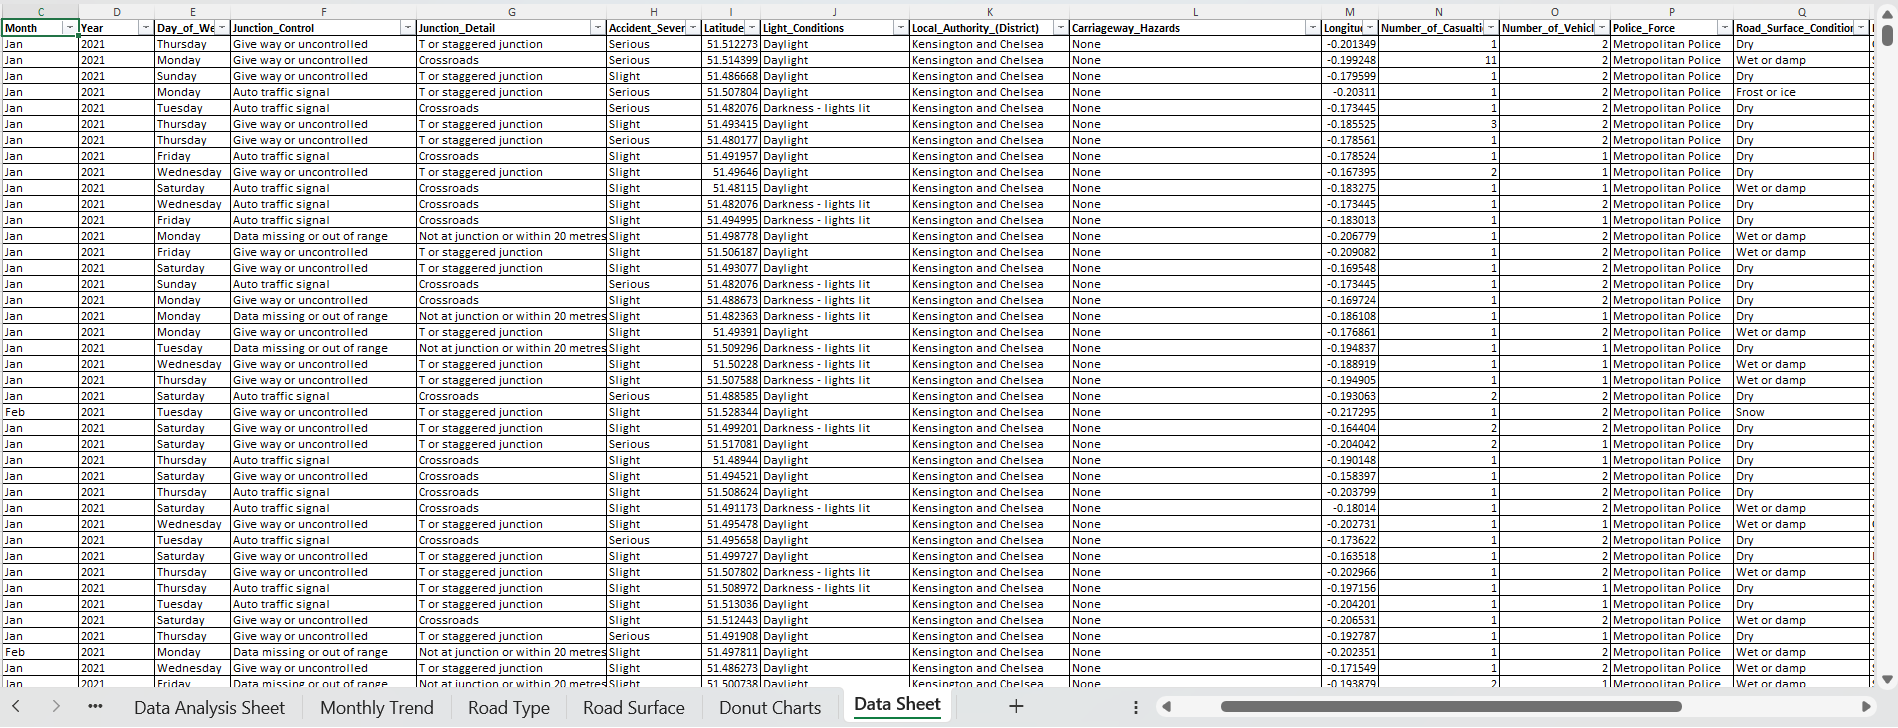 C D E F G H I J K L M N O P Q
Month Year Day_of_We Junction_Control Junction_Detail Accident_Sever Latitude Light_Conditions Local_Authority_(District) Carriageway_Hazards Longitu Number_of_Casualti Number_of_Vehicl Police_Force Road_Surface_Condition
Jan 2021 Thursday Give way or uncontrolled T or staggered junction Serious 51.512273 Daylight Kensington and Chelsea None -0.201349 1 2 Metropolitan Police Dry
Jan 2021 Monday Give way or uncontrolled Crossroads Serious 51.514399 Daylight Kensington and Chelsea None -0.199248 11 2 Metropolitan Police Wet or damp
Jan 2021 Sunday Give way or uncontrolled T or staggered junction Slight 51.486668 Daylight Kensington and Chelsea None -0.179599 1 2 Metropolitan Police Dry
Jan 2021 Monday Auto traffic signal T or staggered junction Serious 51.507804 Daylight Kensington and Chelsea None -0.20311 1 2 Metropolitan Police Frost or ice
Jan 2021 Tuesday Auto traffic signal Crossroads Serious 51.482076 Darkness - lights lit Kensington and Chelsea None -0.173445 1 2 Metropolitan Police Dry
Jan 2021 Thursday Give way or uncontrolled T or staggered junction Slight 51.493415 Daylight Kensington and Chelsea None -0.185525 3 2 Metropolitan Police Dry
Jan 2021 Thursday Give way or uncontrolled T or staggered junction Serious 51.480177 Daylight Kensington and Chelsea None -0.178561 1 2 Metropolitan Police Dry
Jan 2021 Friday Auto traffic signal Crossroads Slight 51.491957 Daylight Kensington and Chelsea None -0.178524 1 1 Metropolitan Police Dry
Jan 2021 Wednesday Give way or uncontrolled T or staggered junction Slight 51.49646 Daylight Kensington and Chelsea None -0.167395 2 1 Metropolitan Police Dry
Jan 2021 Saturday Auto traffic signal Crossroads Slight 51.48115 Daylight Kensington and Chelsea None -0.183275 1 1 Metropolitan Police Wet or damp
Jan 2021 Wednesday Auto traffic signal Crossroads Slight 51.482076 Darkness - lights lit Kensington and Chelsea None -0.173445 1 2 Metropolitan Police Dry
Jan 2021 Friday Auto traffic signal Crossroads Slight 51.494995 Darkness - lights lit Kensington and Chelsea None -0.183013 1 1 Metropolitan Police Dry
Jan 2021 Monday Data missing or out of range Not at junction or within 20 metres Slight 51.498778 Daylight Kensington and Chelsea None -0.206779 1 2 Metropolitan Police Wet or damp
Jan 2021 Friday Give way or uncontrolled T or staggered junction Slight 51.506187 Daylight Kensington and Chelsea None -0.209082 1 2 Metropolitan Police Wet or damp
Jan 2021 Saturday Give way or uncontrolled T or staggered junction Slight 51.493077 Daylight Kensington and Chelsea None -0.169548 1 2 Metropolitan Police Dry
Jan 2021 Sunday Auto traffic signal Crossroads Serious 51.482076 Darkness - lights lit Kensington and Chelsea None -0.173445 1 2 Metropolitan Police Dry
Jan 2021 Monday Give way or uncontrolled Crossroads Slight 51.488673 Darkness - lights lit Kensington and Chelsea None -0.169724 1 2 Metropolitan Police Dry
Jan 2021 Monday Data missing or out of range Not at junction or within 20 metres Slight 51.482363 Darkness - lights lit Kensington and Chelsea None -0.186108 1 1 Metropolitan Police Dry
Jan 2021 Monday Give way or uncontrolled T or staggered junction Slight 51.49391 Daylight Kensington and Chelsea None -0.176861 1 2 Metropolitan Police Wet or damp
Jan 2021 Tuesday Data missing or out of range Not at junction or within 20 metres Slight 51.509296 Darkness - lights lit Kensington and Chelsea None -0.194837 1 1 Metropolitan Police Dry
Jan 2021 Wednesday Give way or uncontrolled T or staggered junction Slight 51.50228 Darkness - lights lit Kensington and Chelsea None -0.188919 1 1 Metropolitan Police Wet or damp
Jan 2021 Thursday Give way or uncontrolled T or staggered junction Slight 51.507588 Darkness - lights lit Kensington and Chelsea None -0.194905 1 1 Metropolitan Police Wet or damp
Jan 2021 Saturday Auto traffic signal Crossroads Serious 51.488585 Daylight Kensington and Chelsea None -0.193063 2 2 Metropolitan Police Dry
Feb 2021 Tuesday Give way or uncontrolled T or staggered junction Slight 51.528344 Daylight Kensington and Chelsea None -0.217295 1 2 Metropolitan Police Snow
Jan 2021 Saturday Give way or uncontrolled T or staggered junction Slight 51.499201 Darkness - lights lit Kensington and Chelsea None -0.164404 2 2 Metropolitan Police Dry
Jan 2021 Saturday Give way or uncontrolled T or staggered junction Serious 51.517081 Daylight Kensington and Chelsea None -0.204042 2 1 Metropolitan Police Dry
Jan 2021 Thursday Auto traffic signal Crossroads Slight 51.48944 Daylight Kensington and Chelsea None -0.190148 1 1 Metropolitan Police Dry
Jan 2021 Saturday Give way or uncontrolled Crossroads Slight 51.494521 Daylight Kensington and Chelsea None -0.158397 1 2 Metropolitan Police Dry
Jan 2021 Thursday Auto traffic signal Crossroads Slight 51.508624 Daylight Kensington and Chelsea None -0.203799 1 2 Metropolitan Police Dry
Jan 2021 Saturday Auto traffic signal Crossroads Slight 51.491173 Darkness - lights lit Kensington and Chelsea None -0.18014 1 2 Metropolitan Police Wet or damp
Jan 2021 Wednesday Give way or uncontrolled T or staggered junction Slight 51.495478 Daylight Kensington and Chelsea None -0.202731 1 1 Metropolitan Police Wet or damp
Jan 2021 Tuesday Auto traffic signal Crossroads Serious 51.495658 Daylight Kensington and Chelsea None -0.173622 1 2 Metropolitan Police Dry
Jan 2021 Saturday Give way or uncontrolled T or staggered junction Slight 51.499727 Daylight Kensington and Chelsea None -0.163518 1 2 Metropolitan Police Dry
Jan 2021 Thursday Give way or uncontrolled T or staggered junction Slight 51.507802 Darkness - lights lit Kensington and Chelsea None -0.202966 1 2 Metropolitan Police Wet or damp
Jan 2021 Thursday Auto traffic signal T or staggered junction Slight 51.508972 Darkness - lights lit Kensington and Chelsea None -0.197156 1 1 Metropolitan Police Dry
Jan 2021 Tuesday Auto traffic signal T or staggered junction Slight 51.513036 Daylight Kensington and Chelsea None -0.204201 1 1 Metropolitan Police Dry
Jan 2021 Saturday Give way or uncontrolled Crossroads Slight 51.512443 Daylight Kensington and Chelsea None -0.206531 1 2 Metropolitan Police Wet or damp
Jan 2021 Thursday Give way or uncontrolled T or staggered junction Serious 51.491908 Daylight Kensington and Chelsea None -0.192787 1 1 Metropolitan Police Dry
Feb 2021 Monday Data missing or out of range Not at junction or within 20 metres Slight 51.497811 Daylight Kensington and Chelsea None -0.202351 1 2 Metropolitan Police Wet or damp
Jan 2021 Wednesday Give way or uncontrolled T or staggered junction Slight 51.486273 Daylight Kensington and Chelsea None -0.171549 1 2 Metropolitan Police Wet or damp
Jan 2021 Friday Data missing or out of range Not at junction or within 20 metres Slight 51.500738 Daylight Kensington and Chelsea None -0.193879 2 1 Metropolitan Police Wet or damp
Data Analysis Sheet Monthly Trend Road Type Road Surface Donut Charts Data Sheet